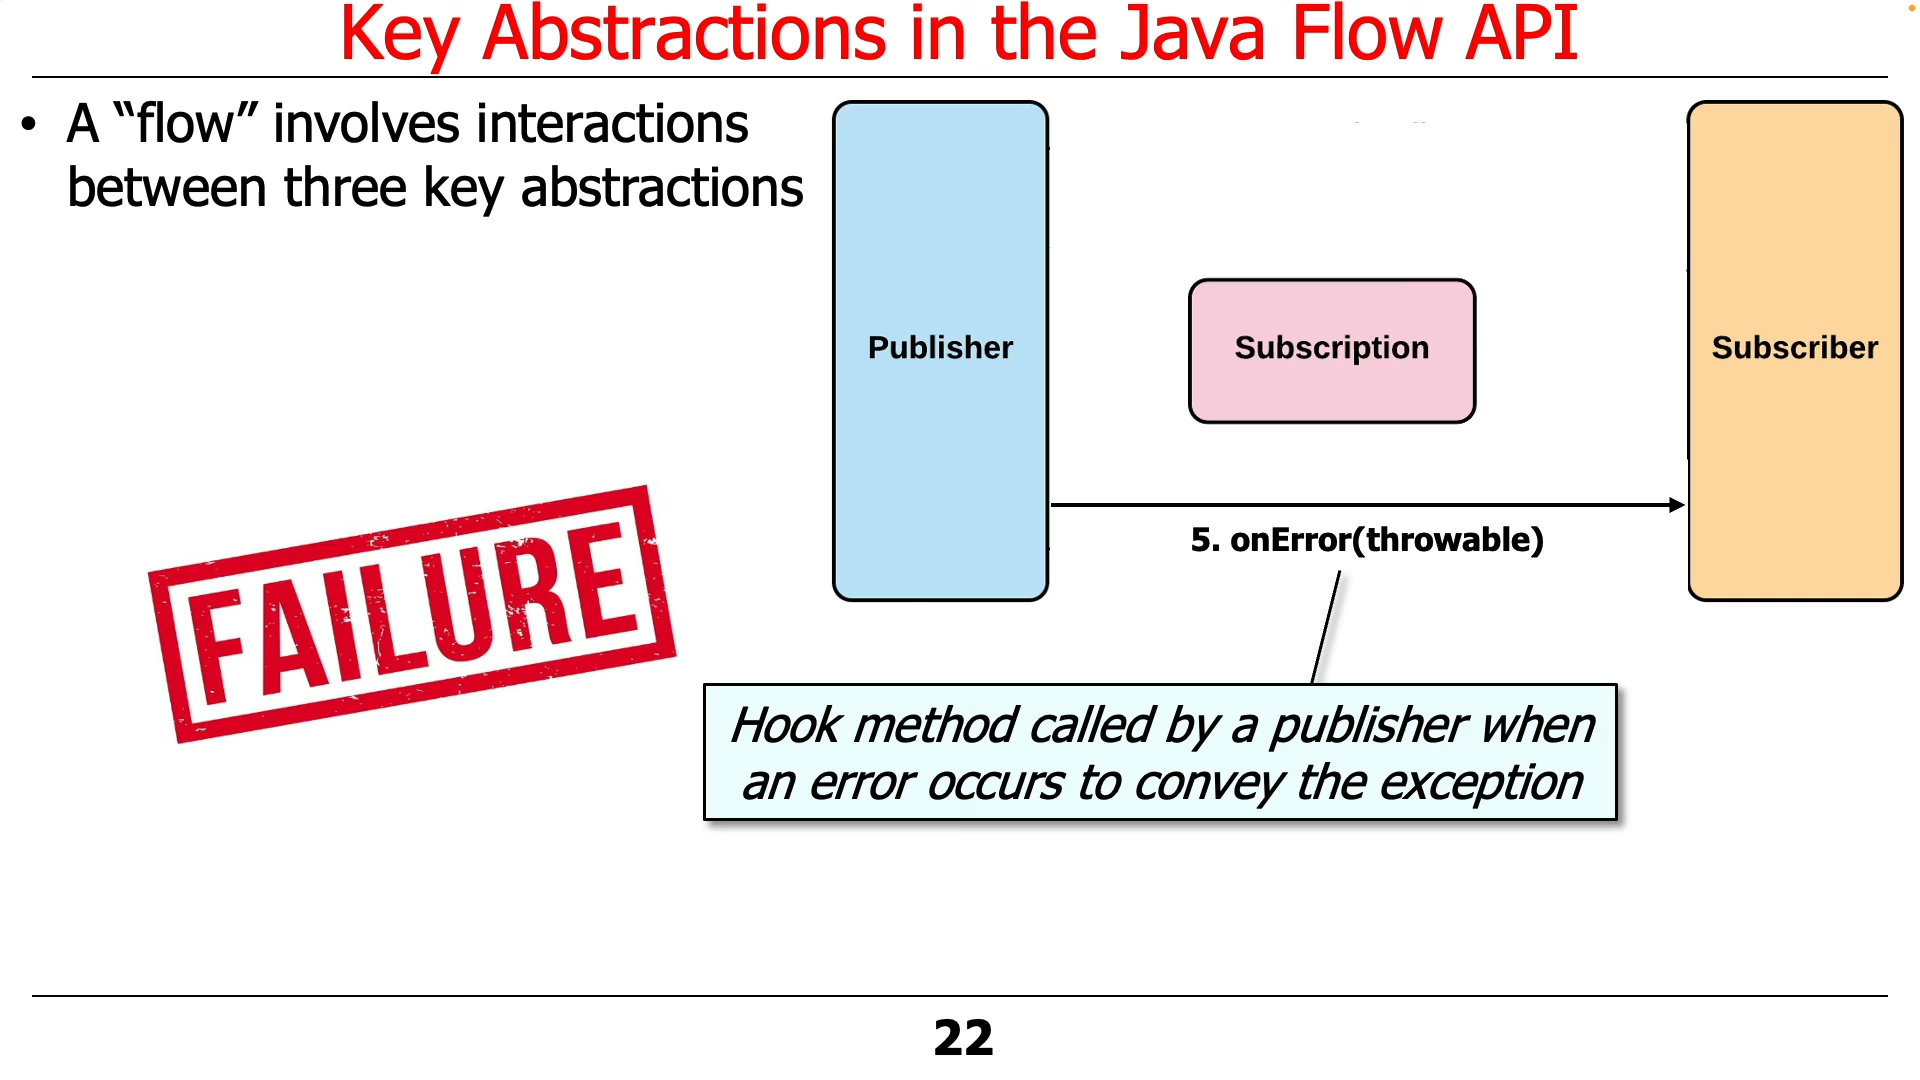 Key Abstractions in the Java Flow API
• A “flow” involves interactions
between three key abstractions
Publisher
Subscription
Subscriber
5. onError(throwable)
FAILURE
Hook method called by a publisher when
an error occurs to convey the exception
22